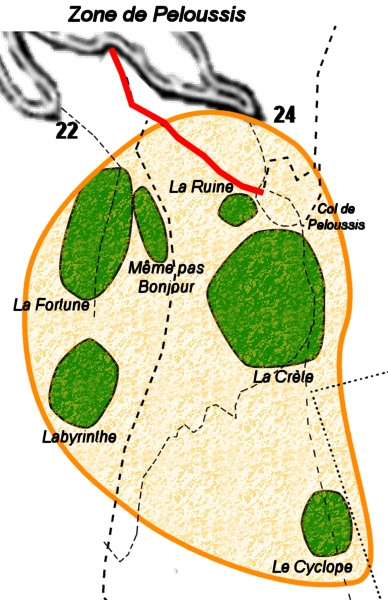 Zone de Peloussis
24
22
La Ruine
Col de
Peloussis
Même pas
Bonjour
La Fortune
La Crète
Labyrinthe
Le Cyclope